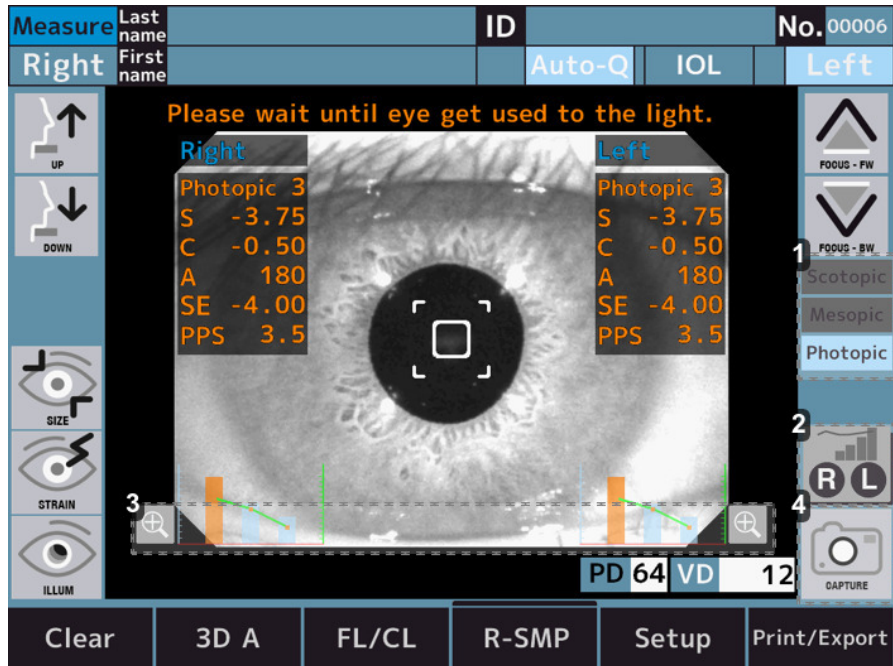 Measure Last name ID No. 00006
Right First name Auto-Q IOL Left
Please wait until eye get used to the light.
UP
DOWN
SIZE
STRAIN
ILLUM
Right
Photopic 3
S -3.75
C -0.50
A 180
SE -4.00
PPS 3.5
Left
Photopic 3
S -3.75
C -0.50
A 180
SE -4.00
PPS 3.5
FOCUS - FW
FOCUS - BW
1
Scotopic
Mesopic
Photopic
2
R L
3
4
CAPTURE
PD 64 VD 12
Clear 3D A FL/CL R-SMP Setup Print/Export